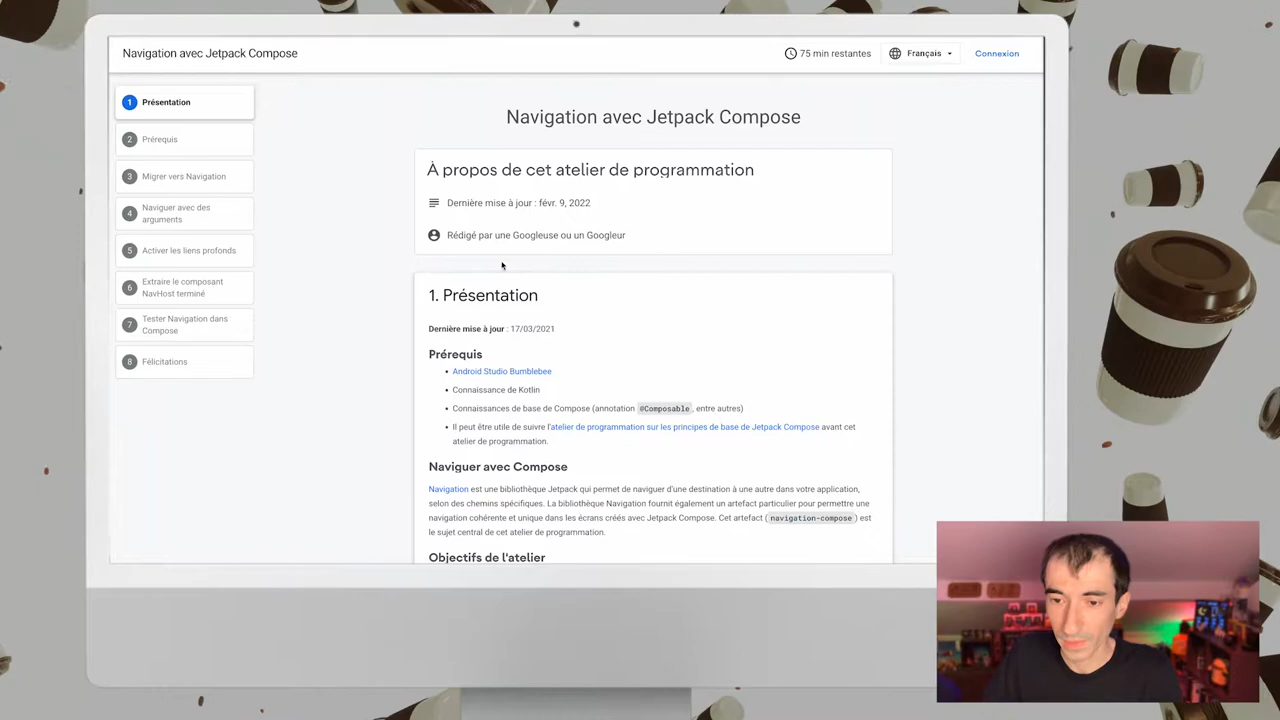 Navigation avec Jetpack Compose
75 min restantes
Français
Connexion
1 Présentation
2 Prérequis
3 Migrer vers Navigation
4 Naviguer avec des
arguments
5 Activer les liens profonds
6 Extraire le composant
NavHost terminé
7 Tester Navigation dans
Compose
8 Félicitations
Navigation avec Jetpack Compose
À propos de cet atelier de programmation
Dernière mise à jour : févr. 9, 2022
Rédigé par une Googleuse ou un Googleur
1. Présentation
Dernière mise à jour : 17/03/2021
Prérequis
• Android Studio Bumblebee
• Connaissance de Kotlin
• Connaissances de base de Compose (annotation @Composable, entre autres)
• Il peut être utile de suivre l'atelier de programmation sur les principes de base de Jetpack Compose avant cet
atelier de programmation.
Naviguer avec Compose
Navigation est une bibliothèque Jetpack qui permet de naviguer d'une destination à une autre dans votre application,
selon des chemins spécifiques. La bibliothèque Navigation fournit également un artefact particulier pour permettre une
navigation cohérente et unique dans les écrans créés avec Jetpack Compose. Cet artefact (navigation-compose) est
le sujet central de cet atelier de programmation.
Objectifs de l'atelier